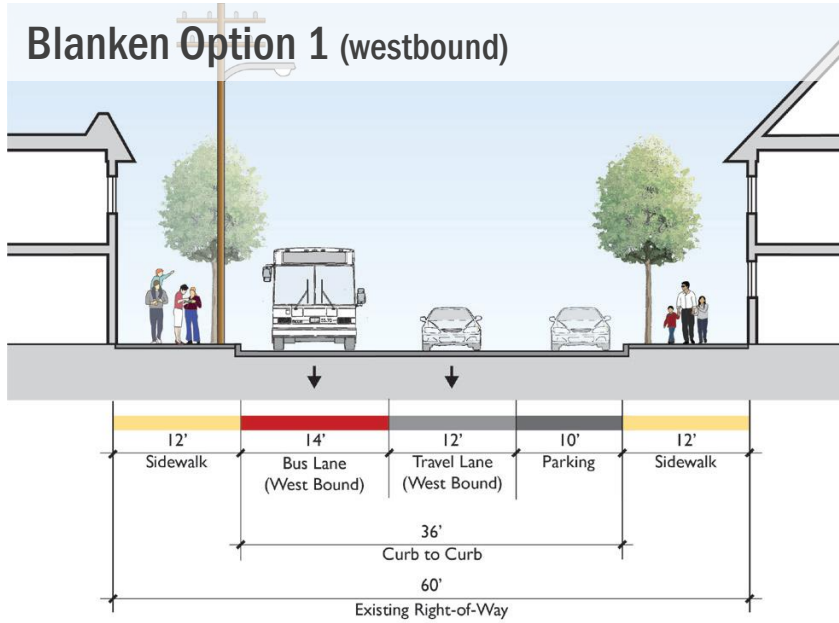 Blanken Option 1 (westbound)
12' 14' 12' 10' 12'
Sidewalk Bus Lane Travel Lane Parking Sidewalk
(West Bound) (West Bound)
36'
Curb to Curb
60'
Existing Right-of-Way